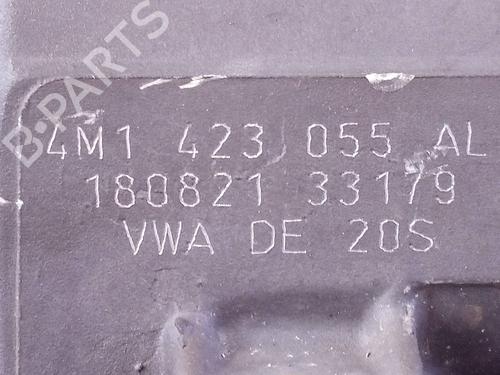 B-PARTS
4M1 423 055 AL
180821 33179
VWA DE 20S